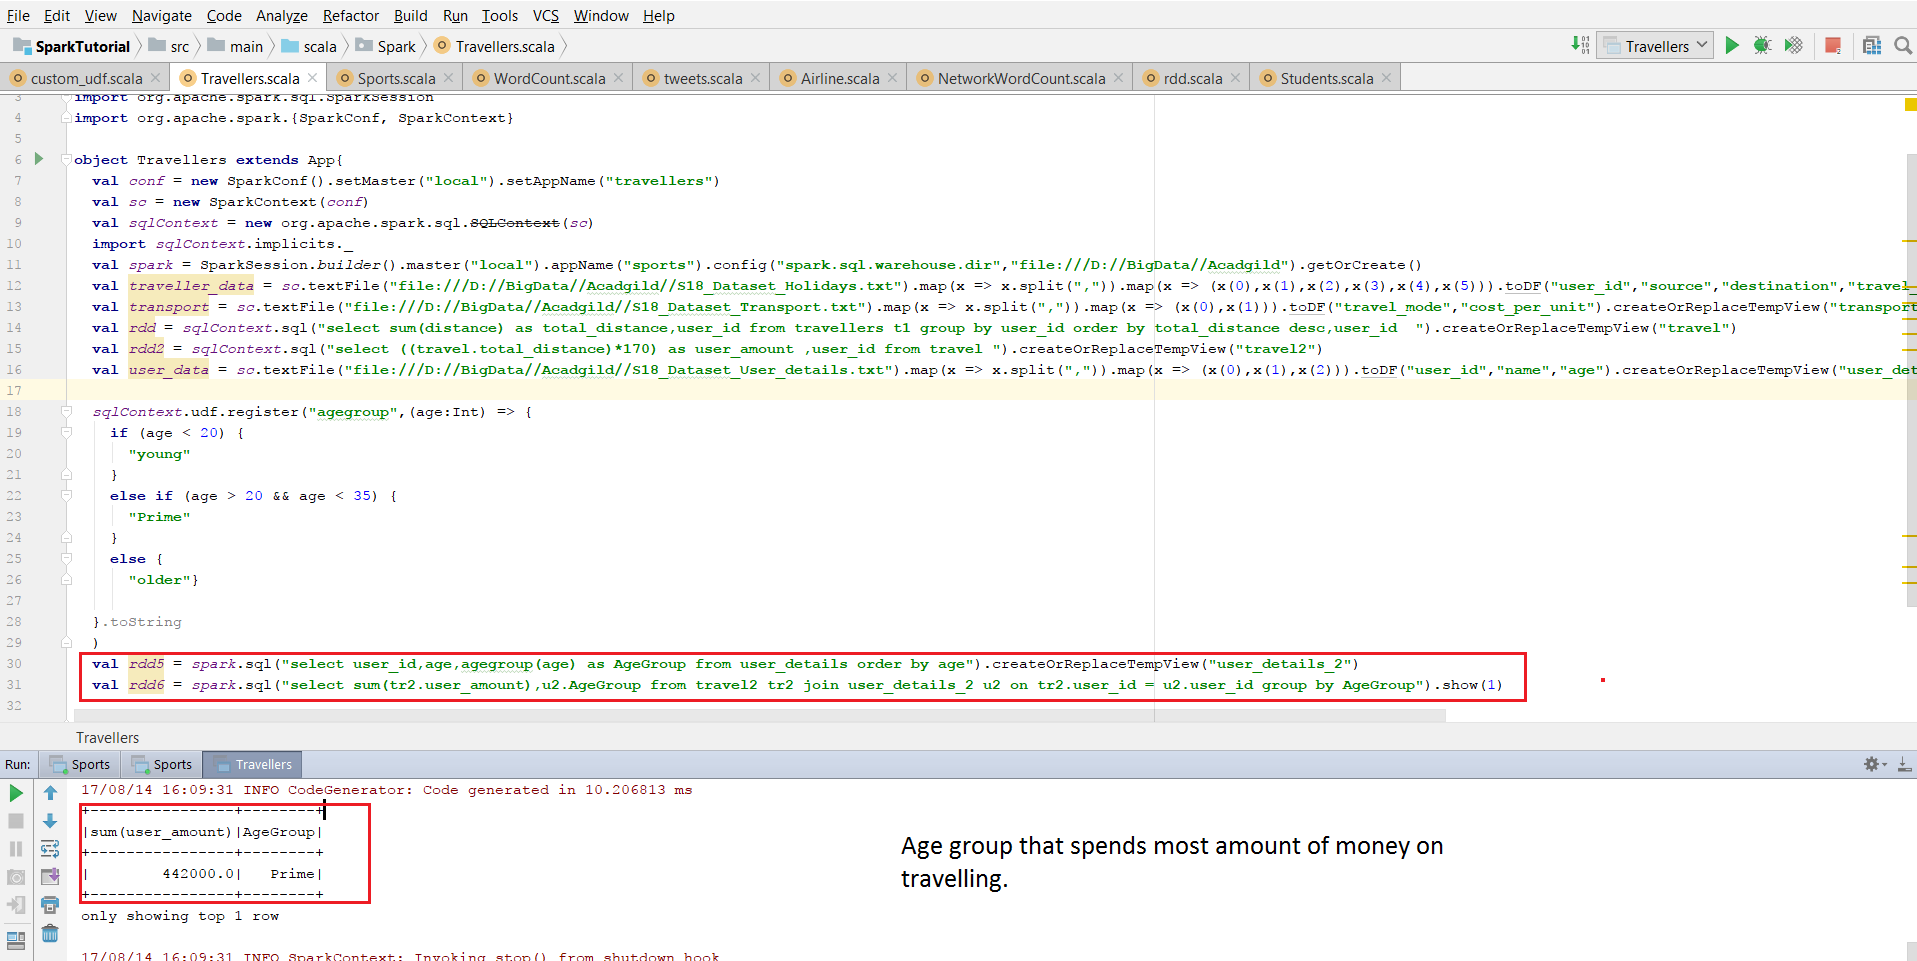 File Edit View Navigate Code Analyze Refactor Build Run Tools VCS Window Help
SparkTutorial src main scala Spark Travellers.scala Travellers
custom_udf.scala Travellers.scala Sports.scala WordCount.scala tweets.scala Airline.scala NetworkWordCount.scala rdd.scala Students.scala
3 import org.apache.spark.sql.SparkSession
4 import org.apache.spark.{SparkConf, SparkContext}
5
6 object Travellers extends App{
7 val conf = new SparkConf().setMaster("local").setAppName("travellers")
8 val sc = new SparkContext(conf)
9 val sqlContext = new org.apache.spark.sql.SQLContext(sc)
10 import sqlContext.implicits._
11 val spark = SparkSession.builder().master("local").appName("sports").config("spark.sql.warehouse.dir","file:///D://BigData//Acadgild").getOrCreate()
12 val traveller_data = sc.textFile("file:///D://BigData//Acadgild//S18_Dataset_Holidays.txt").map(x => x.split(",")).map(x => (x(0),x(1),x(2),x(3),x(4),x(5))).toDF("user_id","source","destination","travel_
13 val transport = sc.textFile("file:///D://BigData//Acadgild//S18_Dataset_Transport.txt").map(x => x.split(",")).map(x => (x(0),x(1))).toDF("travel_mode","cost_per_unit").createOrReplaceTempView("transport
14 val rdd = sqlContext.sql("select sum(distance) as total_distance,user_id from travellers t1 group by user_id order by total_distance desc,user_id ").createOrReplaceTempView("travel")
15 val rdd2 = sqlContext.sql("select ((travel.total_distance)*170) as user_amount ,user_id from travel ").createOrReplaceTempView("travel2")
16 val user_data = sc.textFile("file:///D://BigData//Acadgild//S18_Dataset_User_details.txt").map(x => x.split(",")).map(x => (x(0),x(1),x(2))).toDF("user_id","name","age").createOrReplaceTempView("user_det
17
18 sqlContext.udf.register("agegroup",(age:Int) => {
19 if (age < 20) {
20 "young"
21 }
22 else if (age > 20 && age < 35) {
23 "Prime"
24 }
25 else {
26 "older"}
27
28 }.toString
29 )
30 val rdd5 = spark.sql("select user_id,age,agegroup(age) as AgeGroup from user_details order by age").createOrReplaceTempView("user_details_2")
31 val rdd6 = spark.sql("select sum(tr2.user_amount),u2.AgeGroup from travel2 tr2 join user_details_2 u2 on tr2.user_id = u2.user_id group by AgeGroup").show(1)
32
Travellers
Run: Sports Sports Travellers
17/08/14 16:09:31 INFO CodeGenerator: Code generated in 10.206813 ms
+----------------+--------+
|sum(user_amount)|AgeGroup|
+----------------+--------+
|        442000.0|   Prime|
+----------------+--------+
only showing top 1 row
17/08/14 16:09:31 INFO SparkContext: Invoking stop() from shutdown hook
Age group that spends most amount of money on
travelling.